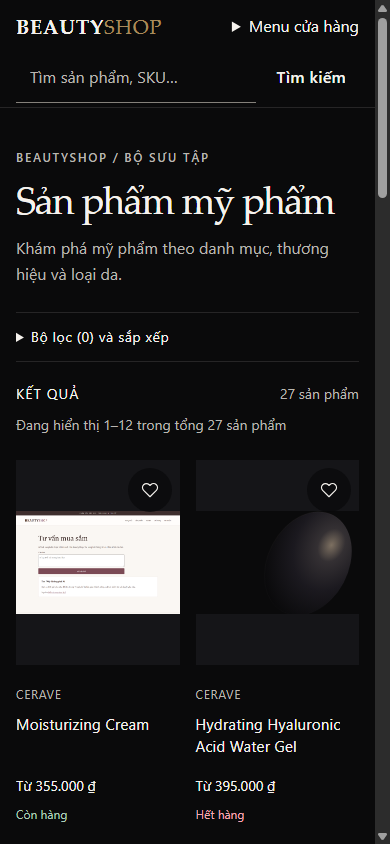 BEAUTYSHOP
▶ Menu cửa hàng
Tìm sản phẩm, SKU...
Tìm kiếm
BEAUTYSHOP / BỘ SƯU TẬP
Sản phẩm mỹ phẩm
Khám phá mỹ phẩm theo danh mục, thương
hiệu và loại da.
▶ Bộ lọc (0) và sắp xếp
KẾT QUẢ
27 sản phẩm
Đang hiển thị 1–12 trong tổng 27 sản phẩm
BEAUTYSHOP
Tư vấn mua sắm
CERAVE
Moisturizing Cream
Từ 355.000 ₫
Còn hàng
CERAVE
Hydrating Hyaluronic
Acid Water Gel
Từ 395.000 ₫
Hết hàng